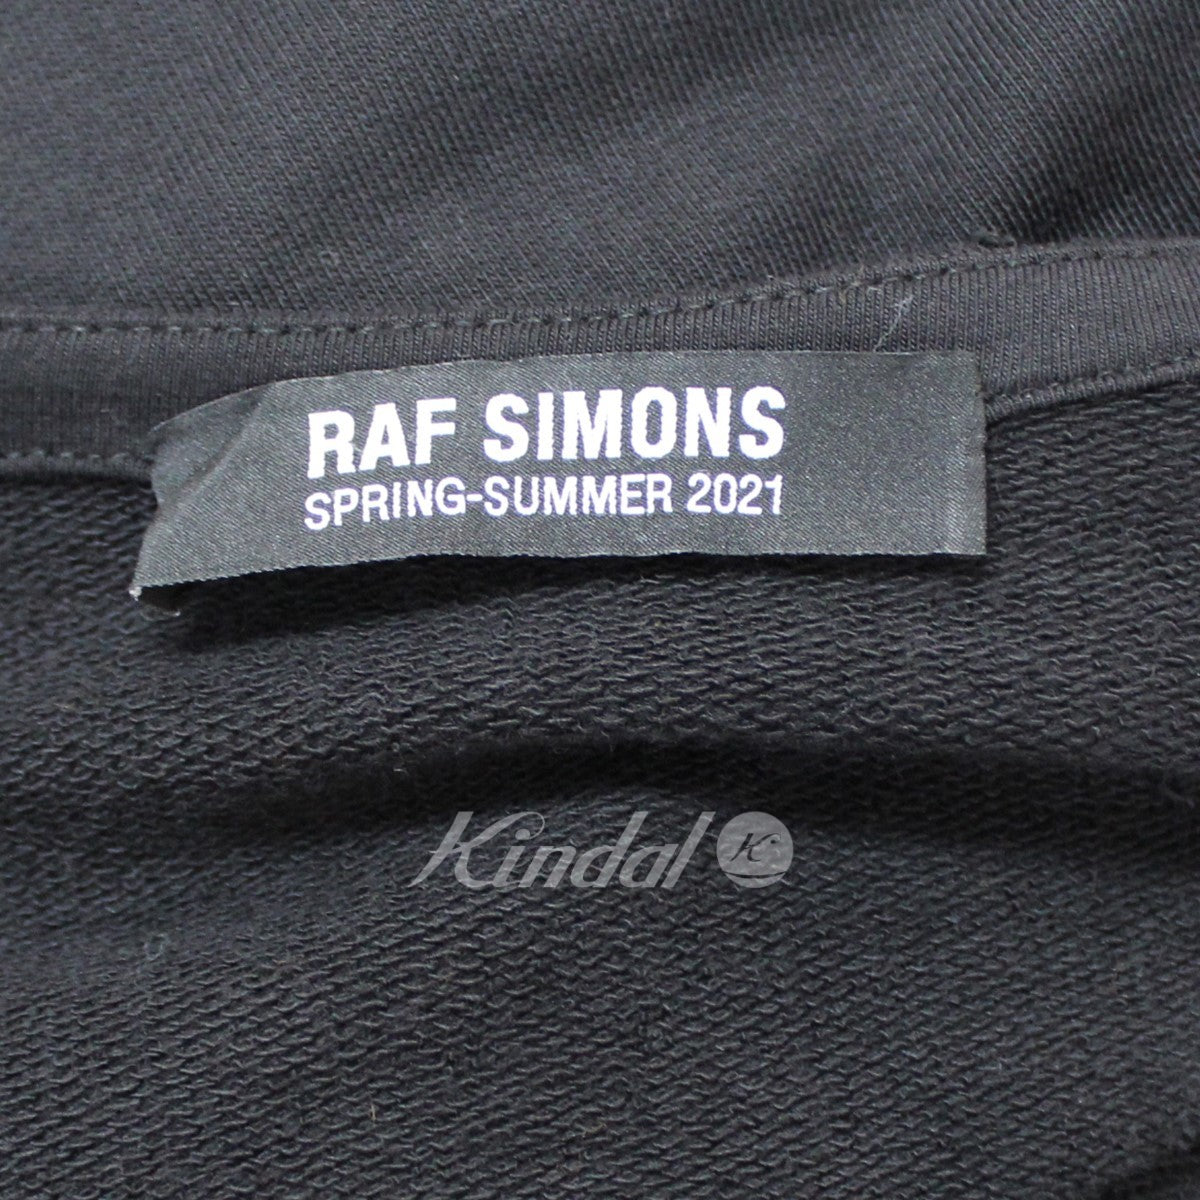 RAF SIMONS
SPRING-SUMMER 2021
Kindal K